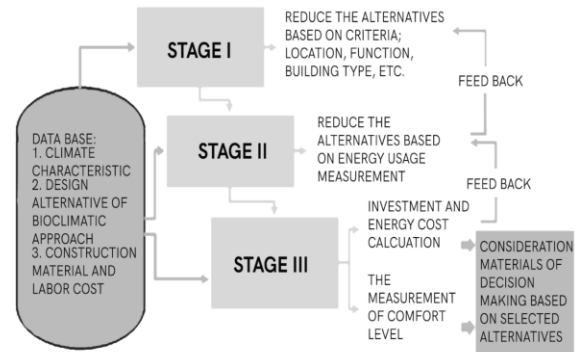 STAGE I
REDUCE THE ALTERNATIVES
BASED ON CRITERIA;
LOCATION, FUNCTION,
BUILDING TYPE, ETC.
FEED BACK
DATA BASE:
1. CLIMATE
CHARACTERISTIC
2. DESIGN
ALTERNATIVE OF
BIOCLIMATIC
APPROACH
3. CONSTRUCTION
MATERIAL AND
LABOR COST
STAGE II
REDUCE THE
ALTERNATIVES BASED
ON ENERGY USAGE
MEASUREMENT
FEED BACK
STAGE III
INVESTMENT AND
ENERGY COST
CALCUATION
THE
MEASUREMENT
OF COMFORT
LEVEL
CONSIDERATION
MATERIALS OF
DECISION
MAKING BASED
ON SELECTED
ALTERNATIVES